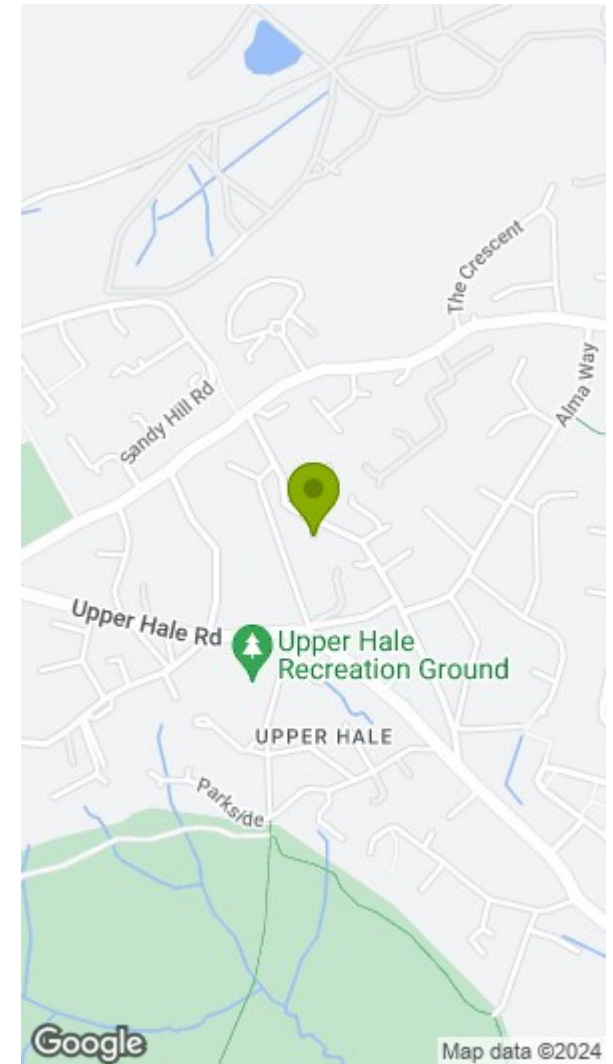 The Crescent
Alma Way
Sandy Hill Rd
Upper Hale Rd
Upper Hale
Recreation Ground
UPPER HALE
Parkside
Google
Map data ©2024